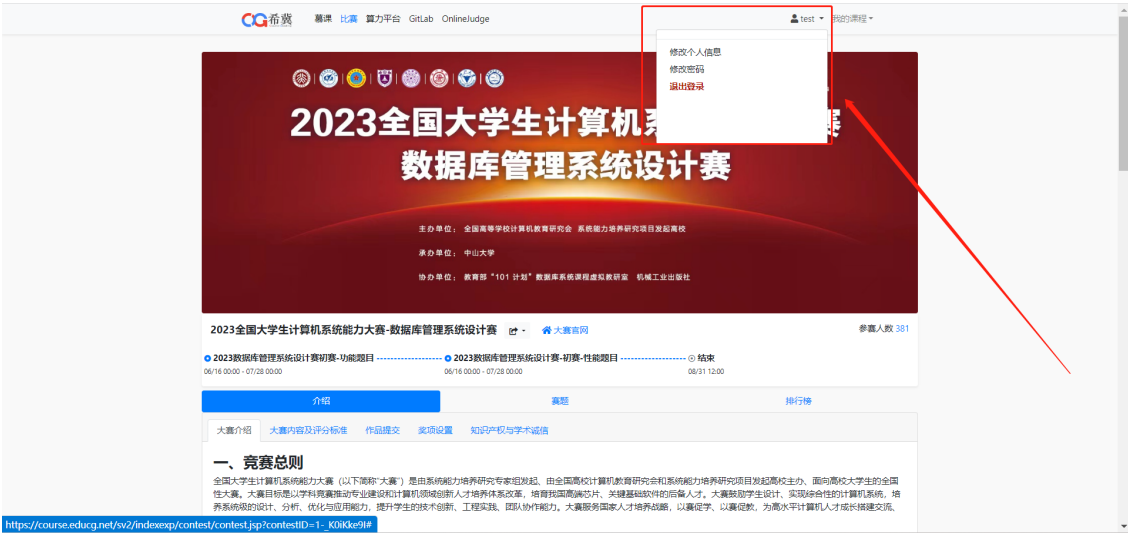 CG希冀 慕课 比赛 算力平台 GitLab OnlineJudge test 我的课程
修改个人信息
修改密码
退出登录
2023全国大学生计算机系
数据库管理系统设计赛
主办单位： 全国高等学校计算机教育研究会 系统能力培养研究项目发起高校
承办单位： 中山大学
协办单位： 教育部 "101 计划" 数据库系统课程虚拟教研室 机械工业出版社
2023全国大学生计算机系统能力大赛-数据库管理系统设计赛 大赛官网 参赛人数 381
2023数据库管理系统设计赛初赛-功能题目 2023数据库管理系统设计赛-初赛-性能题目 结束
06/16 00:00 - 07/28 00:00 06/16 00:00 - 07/28 00:00 08/31 12:00
介绍 赛题 排行榜
大赛介绍 大赛内容及评分标准 作品提交 奖项设置 知识产权与学术诚信
一、竞赛总则
全国大学生计算机系统能力大赛（以下简称"大赛"）是由系统能力培养研究专家组发起、由全国高校计算机教育研究会和系统能力培养研究项目发起高校主办、面向高校大学生的全国
性大赛。大赛目标是以学科竞赛推动专业建设和计算机领域创新人才培养体系改革，培育我国高端芯片、关键基础软件的后备人才。大赛鼓励学生设计、实现综合性的计算机系统，培
养系统级的设计、分析、优化与应用能力，提升学生的技术创新、工程实践、团队协作能力。大赛服务国家人才培养战略，以赛促学、以赛促教，为高水平计算机人才成长搭建交流、
https://course.educg.net/sv2/indexexp/contest/contest.jsp?contestID=1-_K0iKke9I#